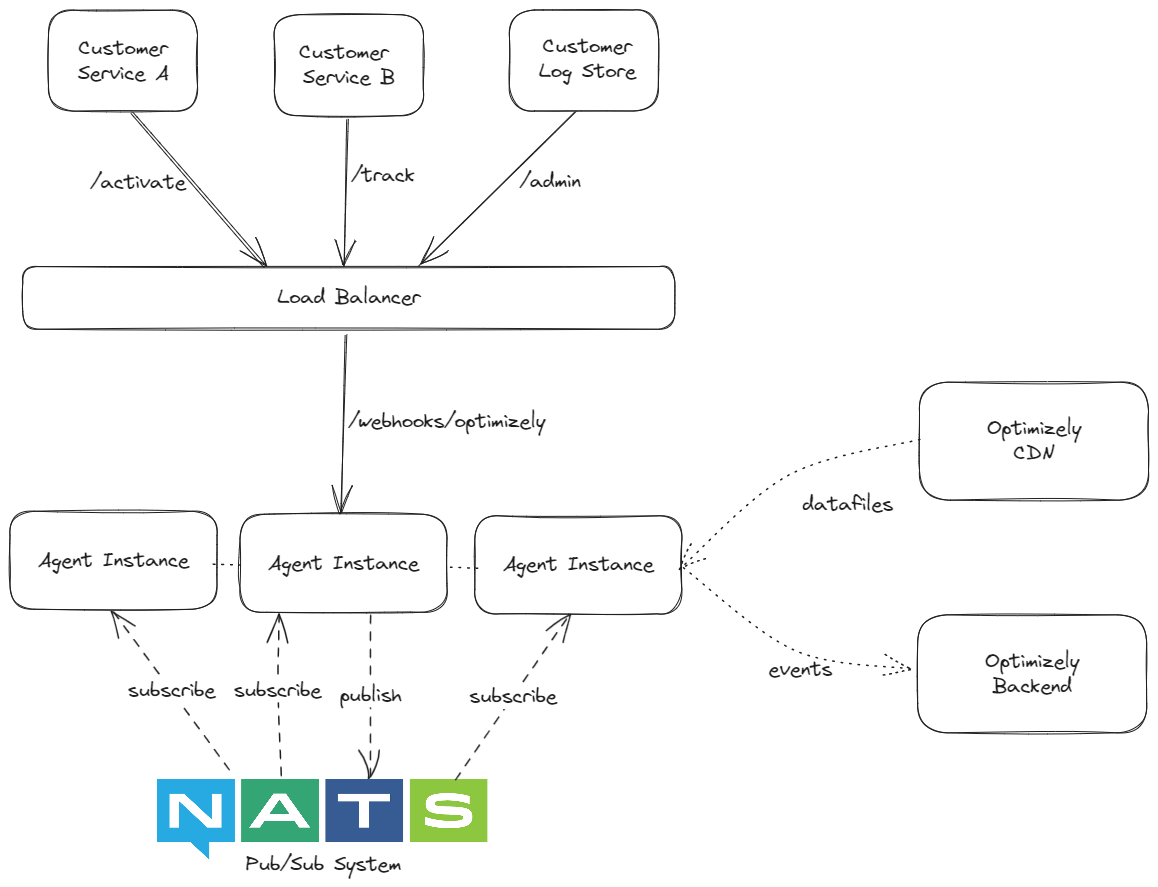 Customer
Service A
Customer
Service B
Customer
Log Store
/activate
/track
/admin
Load Balancer
/webhooks/optimizely
Optimizely
CDN
datafiles
Agent Instance
Agent Instance
Agent Instance
events
Optimizely
Backend
subscribe
subscribe
publish
subscribe
NATS
Pub/Sub System